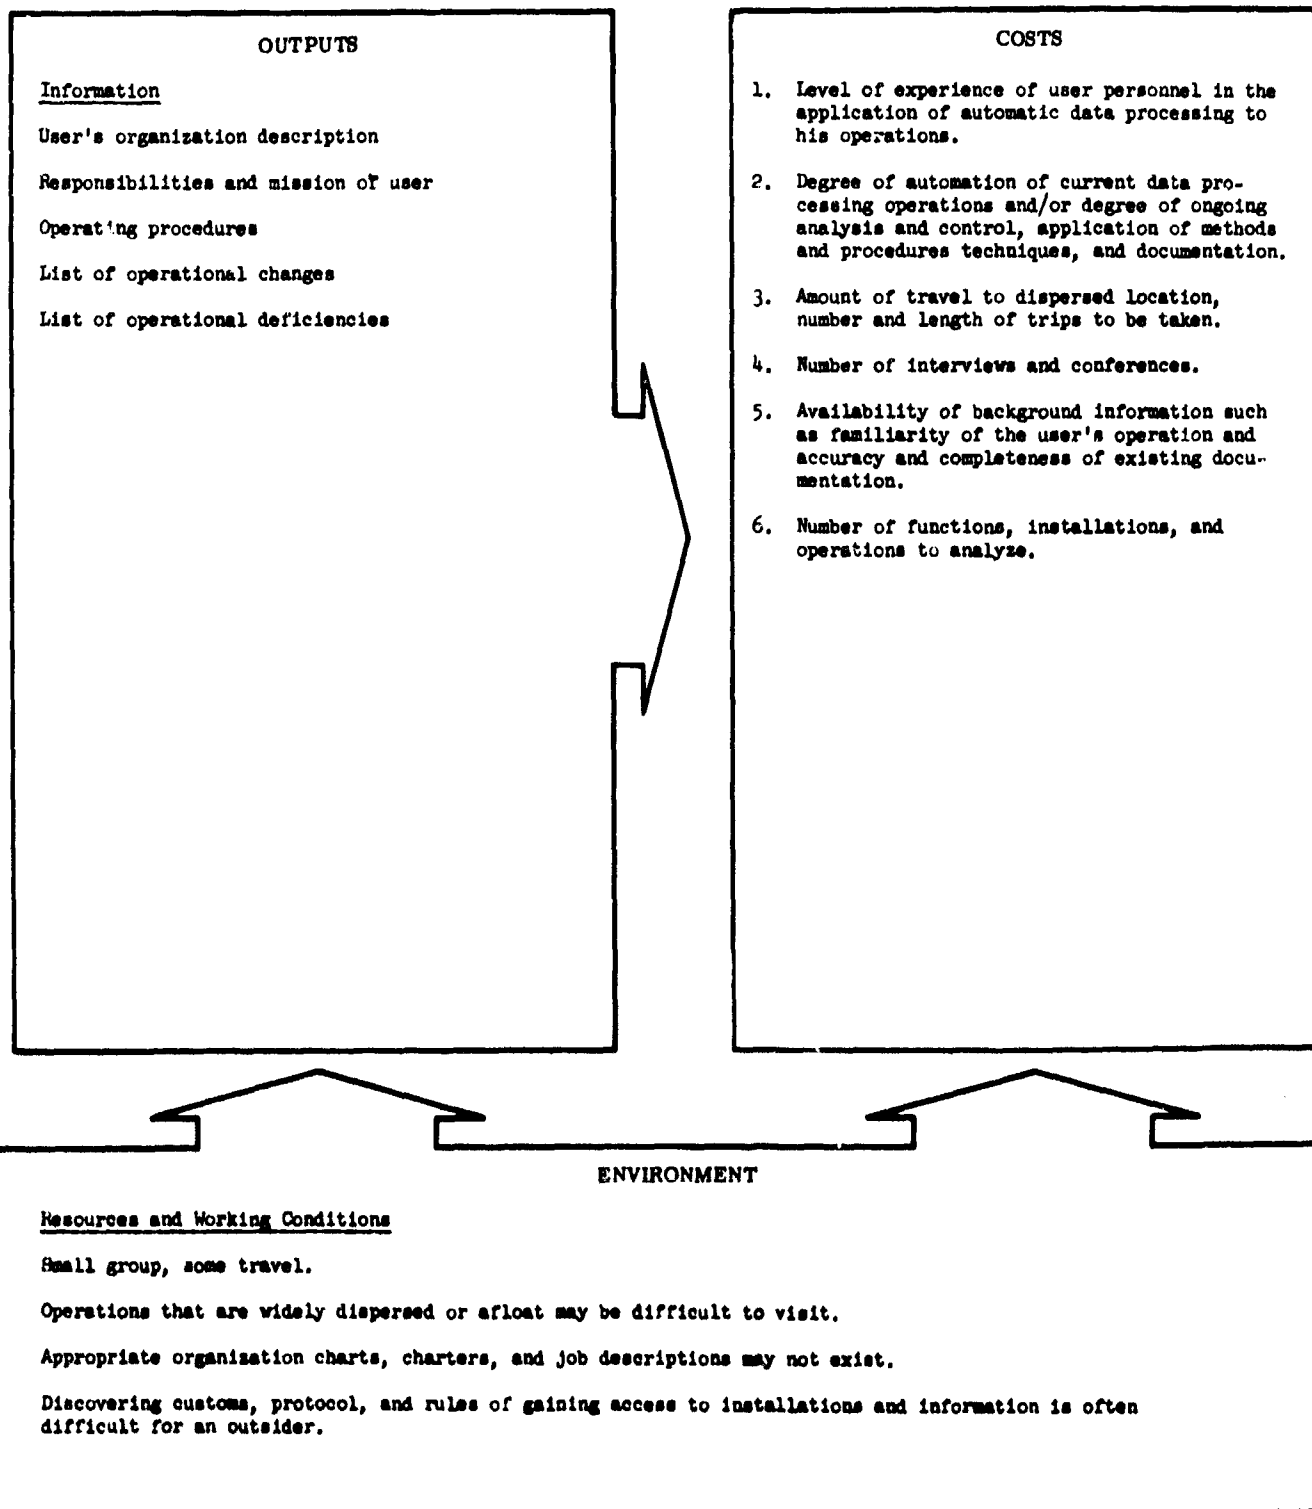 OUTPUTS
Information
User's organization description
Responsibilities and mission of user
Operating procedures
List of operational changes
List of operational deficiencies
COSTS
1. Level of experience of user personnel in the
application of automatic data processing to
his operations.
2. Degree of automation of current data pro-
cessing operations and/or degree of ongoing
analysis and control, application of methods
and procedures techniques, and documentation.
3. Amount of travel to dispersed location,
number and length of trips to be taken.
4. Number of interviews and conferences.
5. Availability of background information such
as familiarity of the user's operation and
accuracy and completeness of existing docu-
mentation.
6. Number of functions, installations, and
operations to analyze.
ENVIRONMENT
Resources and Working Conditions
Small group, some travel.
Operations that are widely dispersed or afloat may be difficult to visit.
Appropriate organization charts, charters, and job descriptions may not exist.
Discovering customs, protocol, and rules of gaining access to installations and information is often
difficult for an outsider.